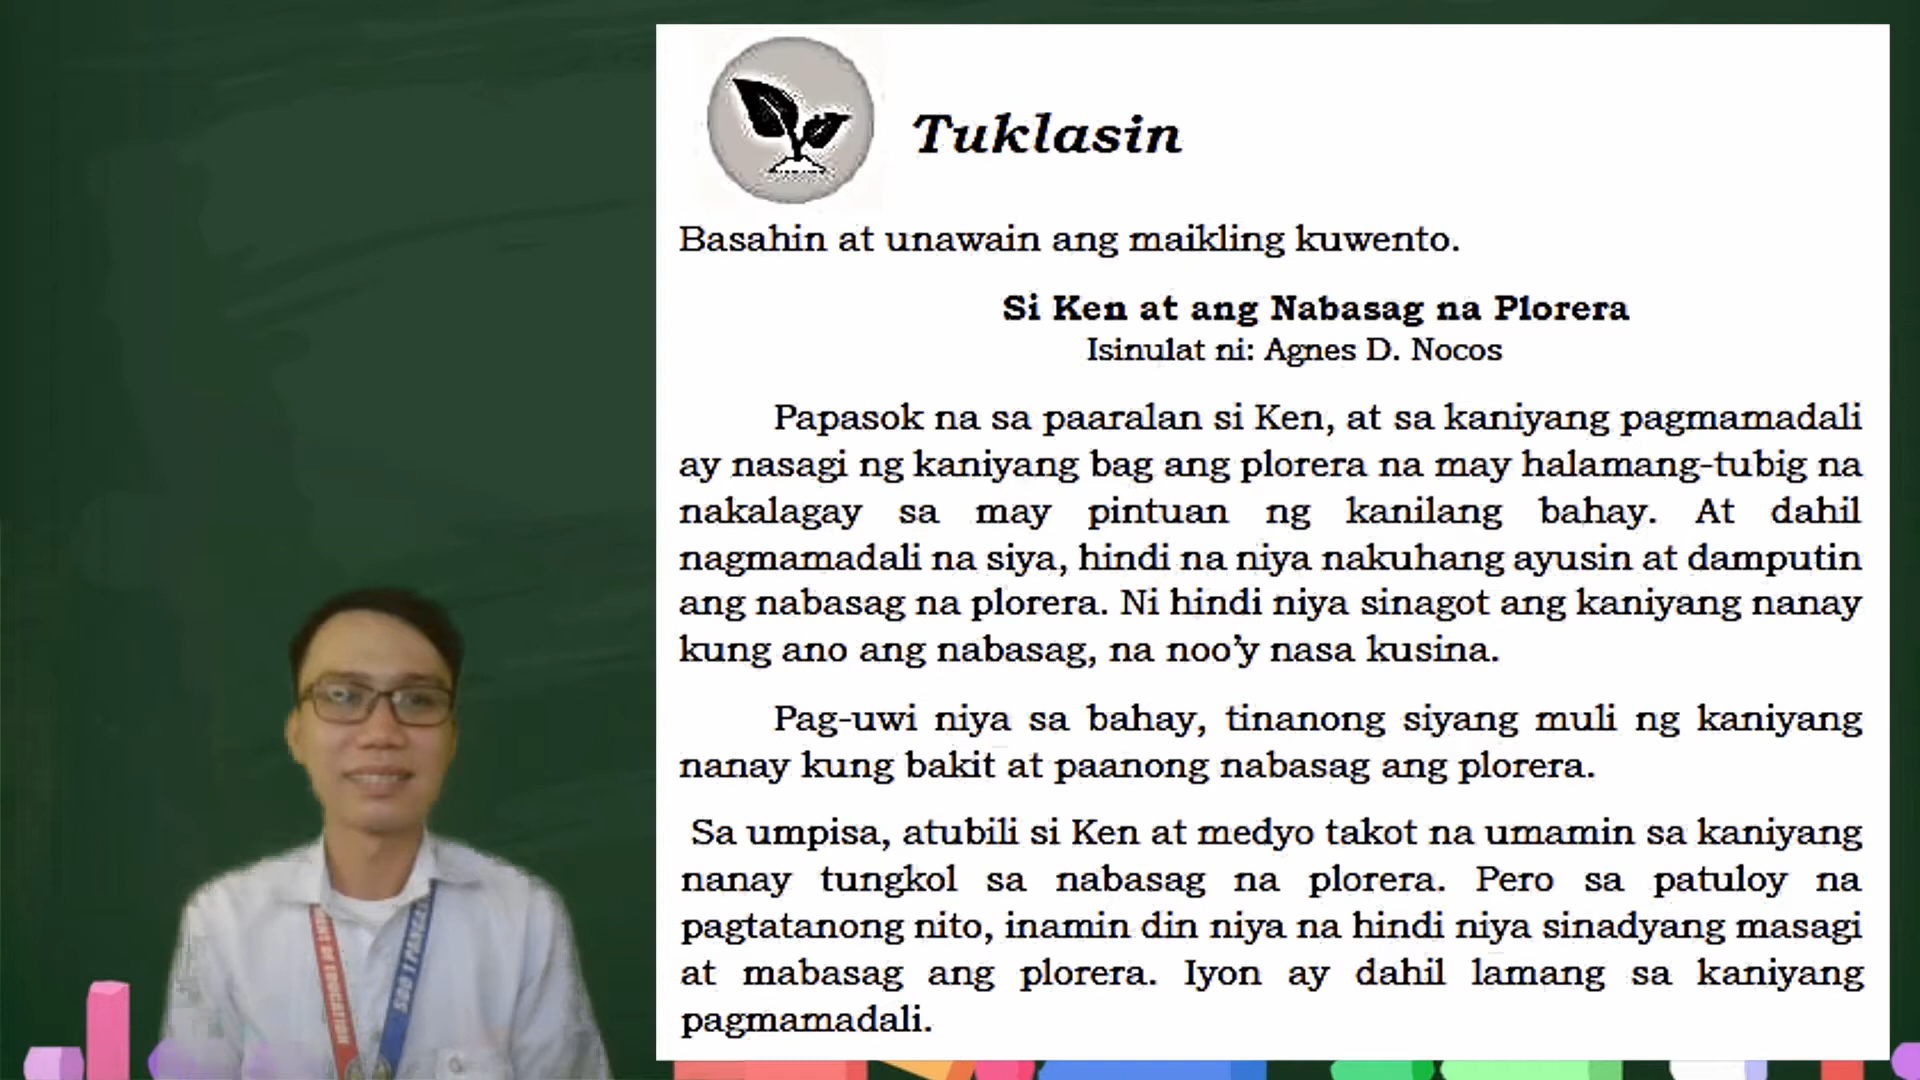 Tuklasin
Basahin at unawain ang maikling kuwento.
Si Ken at ang Nabasag na Plorera
Isinulat ni: Agnes D. Nocos
Papasok na sa paaralan si Ken, at sa kaniyang pagmamadali
ay nasagi ng kaniyang bag ang plorera na may halamang-tubig na
nakalagay sa may pintuan ng kanilang bahay. At dahil
nagmamadali na siya, hindi na niya nakuhang ayusin at damputin
ang nabasag na plorera. Ni hindi niya sinagot ang kaniyang nanay
kung ano ang nabasag, na noo’y nasa kusina.
Pag-uwi niya sa bahay, tinanong siyang muli ng kaniyang
nanay kung bakit at paanong nabasag ang plorera.
Sa umpisa, atubili si Ken at medyo takot na umamin sa kaniyang
nanay tungkol sa nabasag na plorera. Pero sa patuloy na
pagtatanong nito, inamin din niya na hindi niya sinadyang masagi
at mabasag ang plorera. Iyon ay dahil lamang sa kaniyang
pagmamadali.